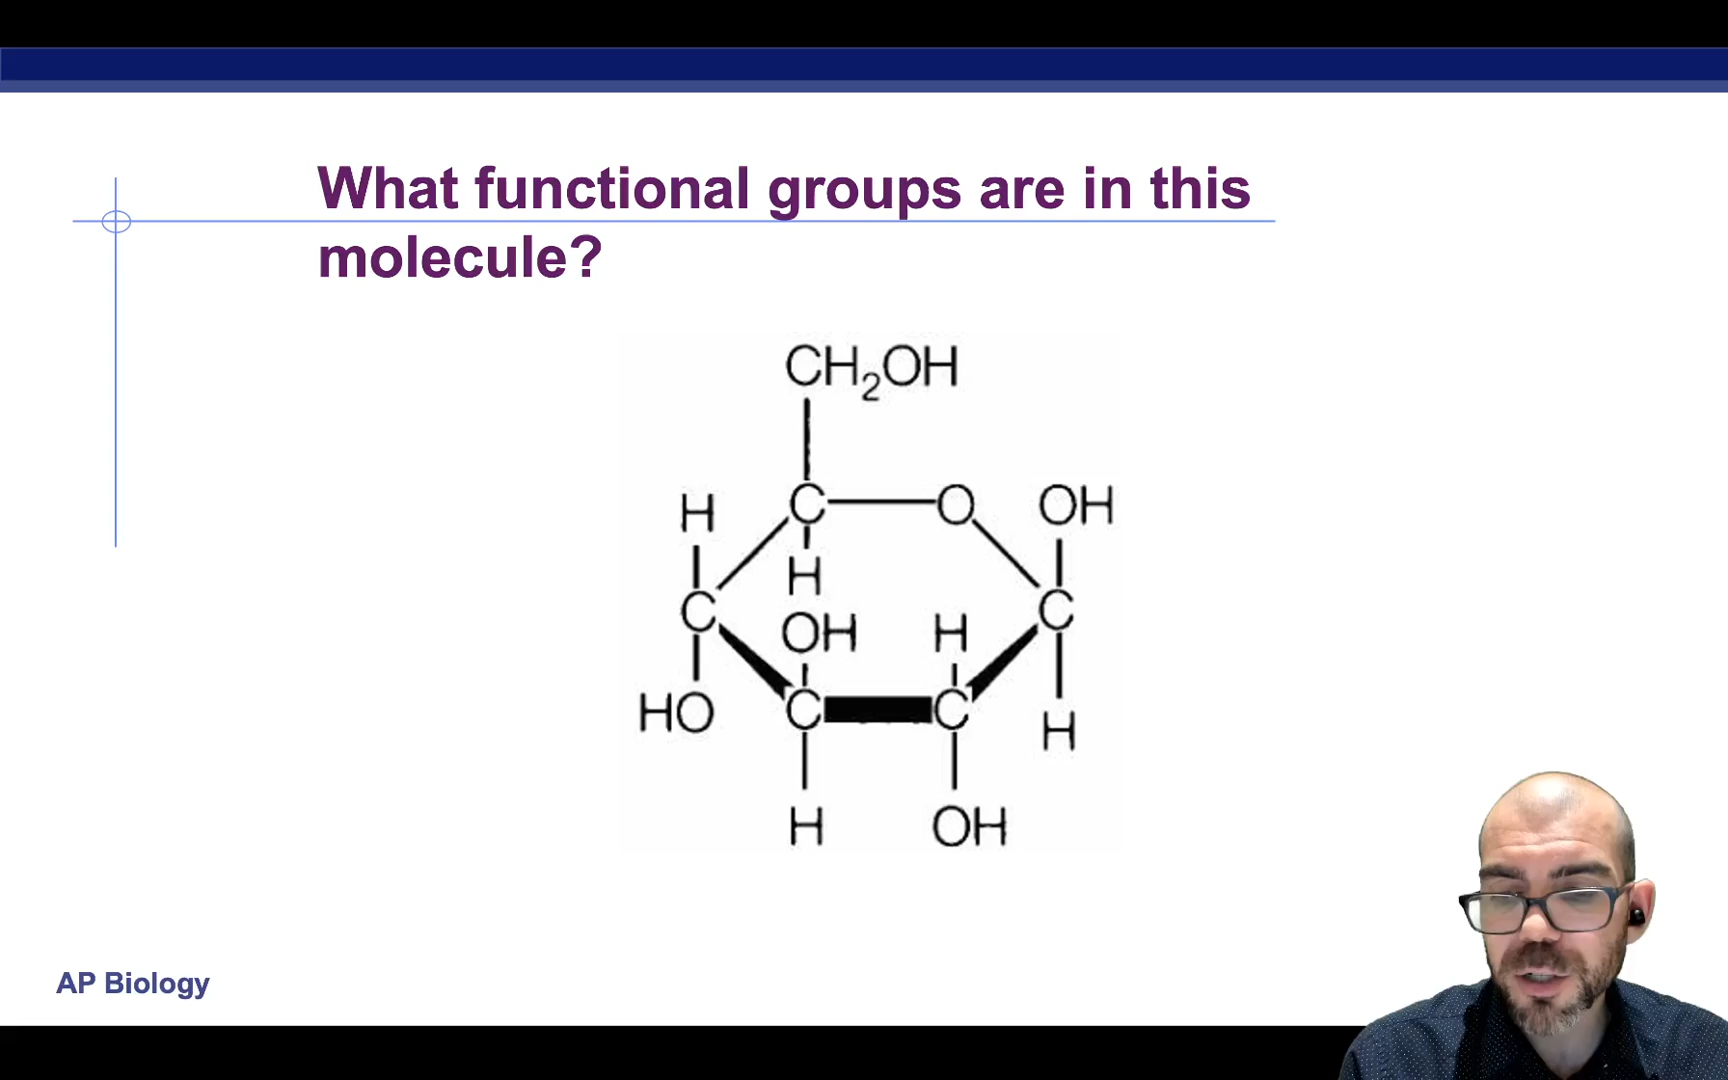 What functional groups are in this
molecule?
CH₂OH
H
C
O
OH
H
C
C
OH
H
HO
C
C
H
H
OH
AP Biology